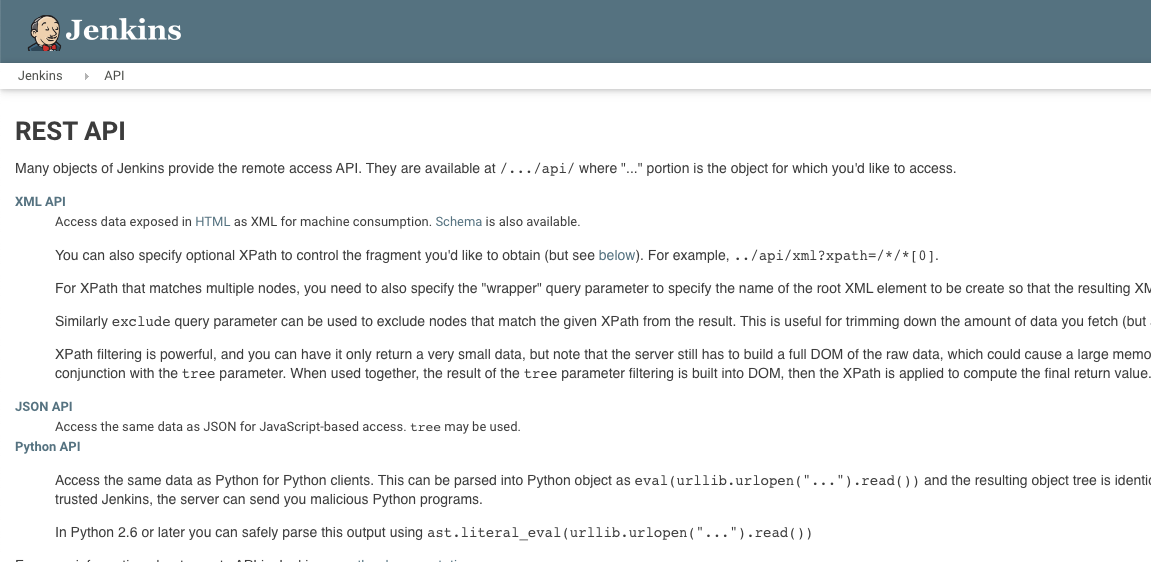 Jenkins
Jenkins API
REST API
Many objects of Jenkins provide the remote access API. They are available at /.../api/ where "..." portion is the object for which you'd like to access.
XML API
Access data exposed in HTML as XML for machine consumption. Schema is also available.
You can also specify optional XPath to control the fragment you'd like to obtain (but see below). For example, ../api/xml?xpath=/*/*[0].
For XPath that matches multiple nodes, you need to also specify the "wrapper" query parameter to specify the name of the root XML element to be create so that the resulting XM
Similarly exclude query parameter can be used to exclude nodes that match the given XPath from the result. This is useful for trimming down the amount of data you fetch (but
XPath filtering is powerful, and you can have it only return a very small data, but note that the server still has to build a full DOM of the raw data, which could cause a large memo
conjunction with the tree parameter. When used together, the result of the tree parameter filtering is built into DOM, then the XPath is applied to compute the final return value.
JSON API
Access the same data as JSON for JavaScript-based access. tree may be used.
Python API
Access the same data as Python for Python clients. This can be parsed into Python object as eval(urllib.urlopen("...").read()) and the resulting object tree is identic
trusted Jenkins, the server can send you malicious Python programs.
In Python 2.6 or later you can safely parse this output using ast.literal_eval(urllib.urlopen("...").read())